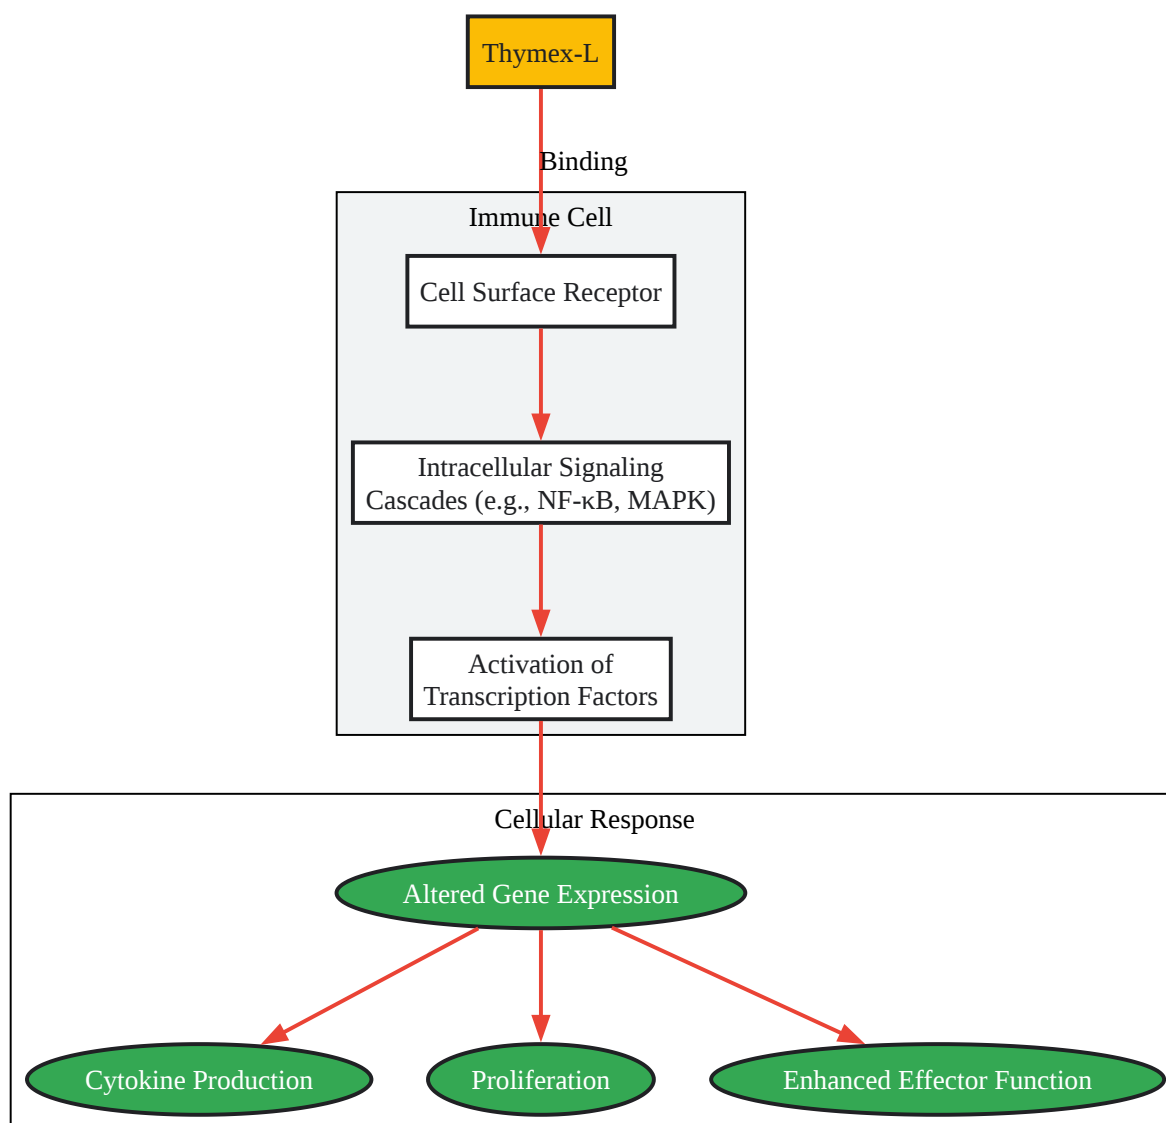 Thymex-L
Binding
Immune Cell
Cell Surface Receptor
Intracellular Signaling
Cascades (e.g., NF-κB, MAPK)
Activation of
Transcription Factors
Cellular Response
Altered Gene Expression
Cytokine Production
Proliferation
Enhanced Effector Function